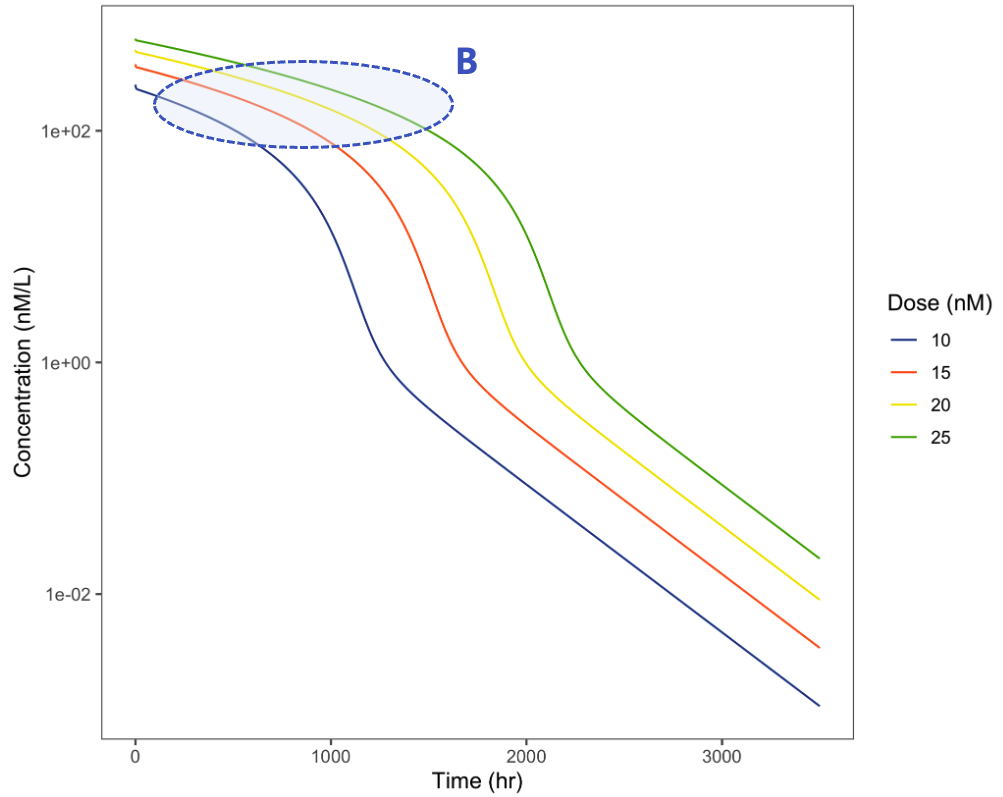 B
1e+02
1e+00
1e-02
Concentration (nM/L)
0
1000
2000
3000
Time (hr)
Dose (nM)
10
15
20
25